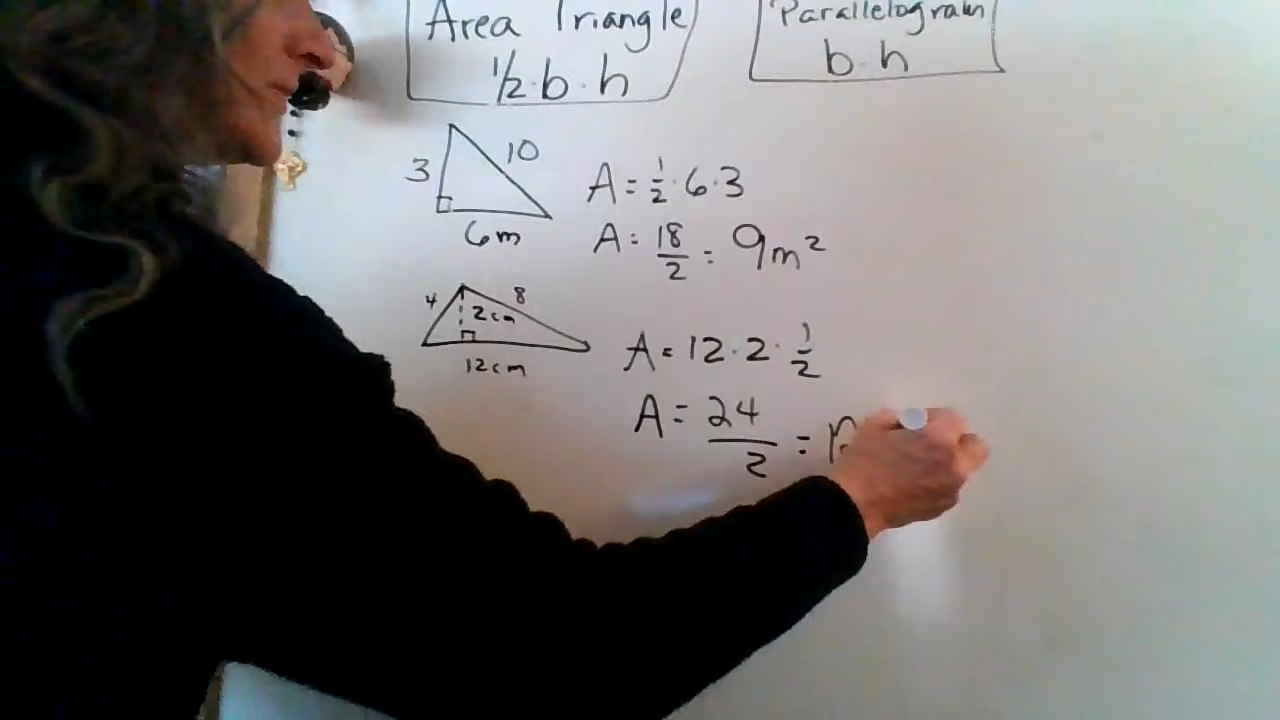 Area Triangle
1/2·b·h
Parallelogram
b·h
3
10
6m
A = 1/2·6·3
A = 18/2 = 9m²
4
8
2cm
12cm
A = 12·2·1/2
A = 24/2 =